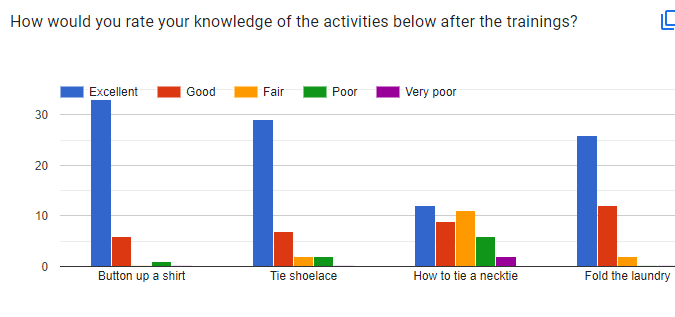 How would you rate your knowledge of the activities below after the trainings?
Excellent Good Fair Poor Very poor
30
20
10
0
Button up a shirt Tie shoelace How to tie a necktie Fold the laundry